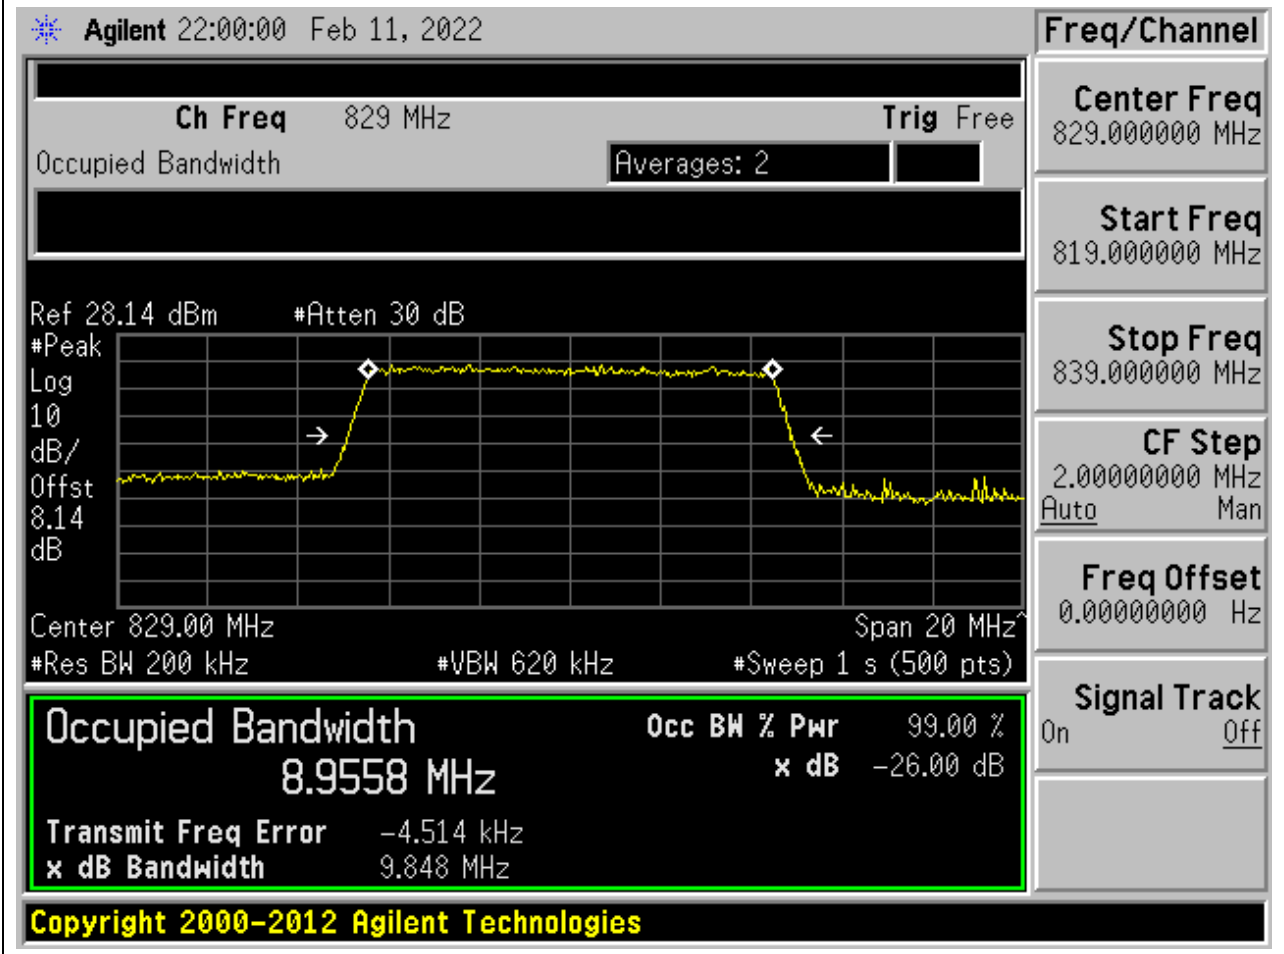 Agilent 22:00:00 Feb 11, 2022
Freq/Channel
Ch Freq 829 MHz Trig Free
Occupied Bandwidth Averages: 2
Center Freq
829.000000 MHz
Start Freq
819.000000 MHz
Stop Freq
839.000000 MHz
CF Step
2.00000000 MHz
Auto Man
Freq Offset
0.00000000 Hz
Signal Track
On Off
Ref 28.14 dBm #Atten 30 dB
#Peak
Log
10
dB/
Offst
8.14
dB
Center 829.00 MHz Span 20 MHz^
#Res BW 200 kHz #VBW 620 kHz #Sweep 1 s (500 pts)
Occupied Bandwidth Occ BW % Pwr 99.00 %
8.9558 MHz x dB -26.00 dB
Transmit Freq Error -4.514 kHz
x dB Bandwidth 9.848 MHz
Copyright 2000-2012 Agilent Technologies